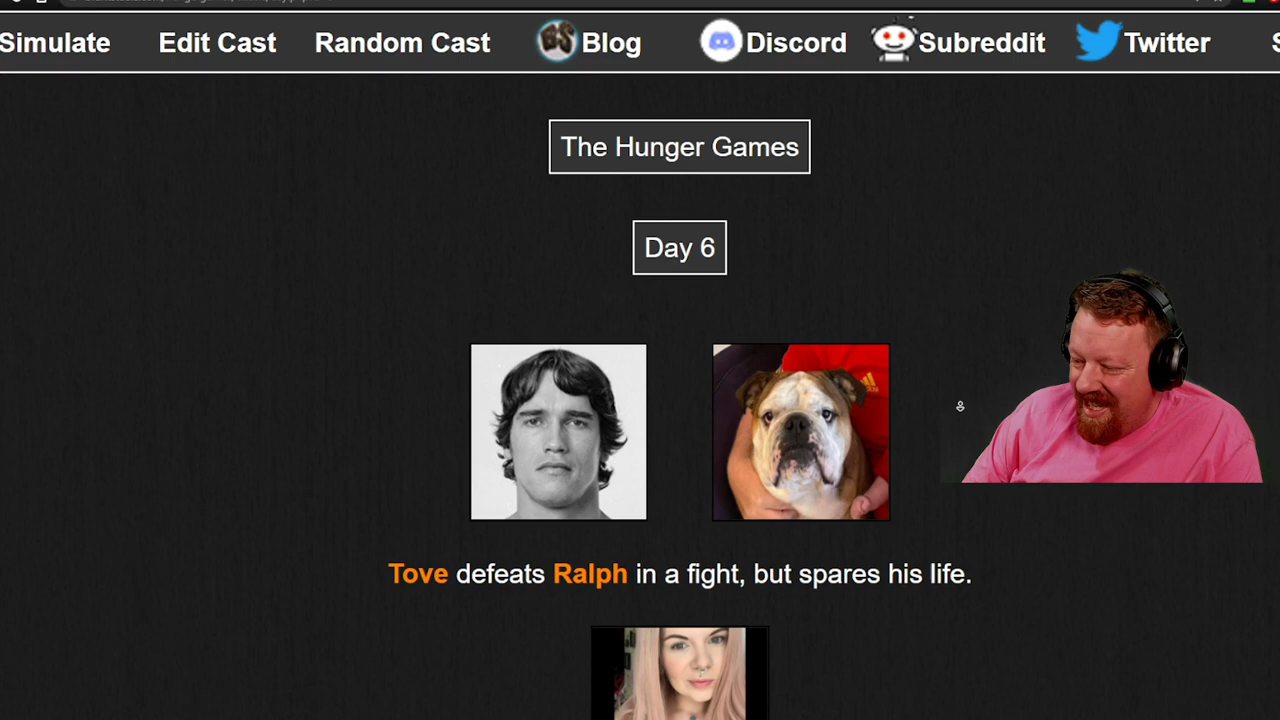 Simulate Edit Cast Random Cast Blog Discord Subreddit Twitter S
The Hunger Games
Day 6
Tove defeats Ralph in a fight, but spares his life.